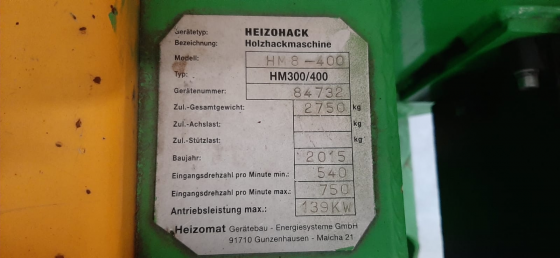 Gerätetyp: HEIZOHACK
Bezeichnung: Holzhackmaschine
Modell: HM8-400
Typ: HM300/400
Gerätenummer: 84732
Zul.-Gesamtgewicht: 2750 kg
Zul.-Achslast: kg
Zul.-Stützlast: kg
Baujahr: 2015
Eingangsdrehzahl pro Minute min.: 540
Eingangsdrehzahl pro Minute max.: 750
Antriebsleistung max.: 139KW
Heizomat Gerätebau - Energiesysteme GmbH
91710 Gunzenhausen - Maicha 21